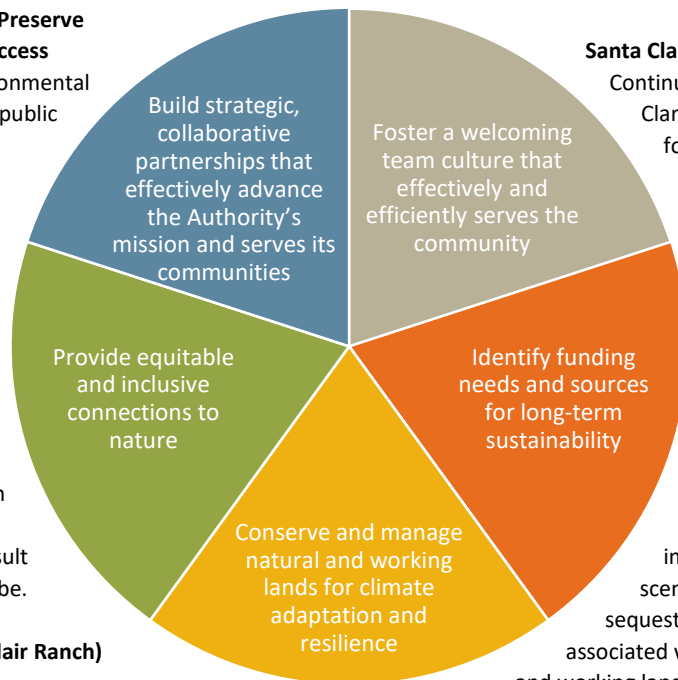 Preserve
ccess
onmental
public
Santa Cla
Continu
Clar
fo
Build strategic,
collaborative
partnerships that
effectively advance
the Authority's
mission and serves its
communities
Foster a welcoming
team culture that
effectively and
efficiently serves the
community
Provide equitable
and inclusive
connections to
nature
Identify funding
needs and sources
for long-term
sustainability
Conserve and manage
natural and working
lands for climate
adaptation and
resilience
sult
be.
lair Ranch)
in
scen
sequest
associated v
and working lan